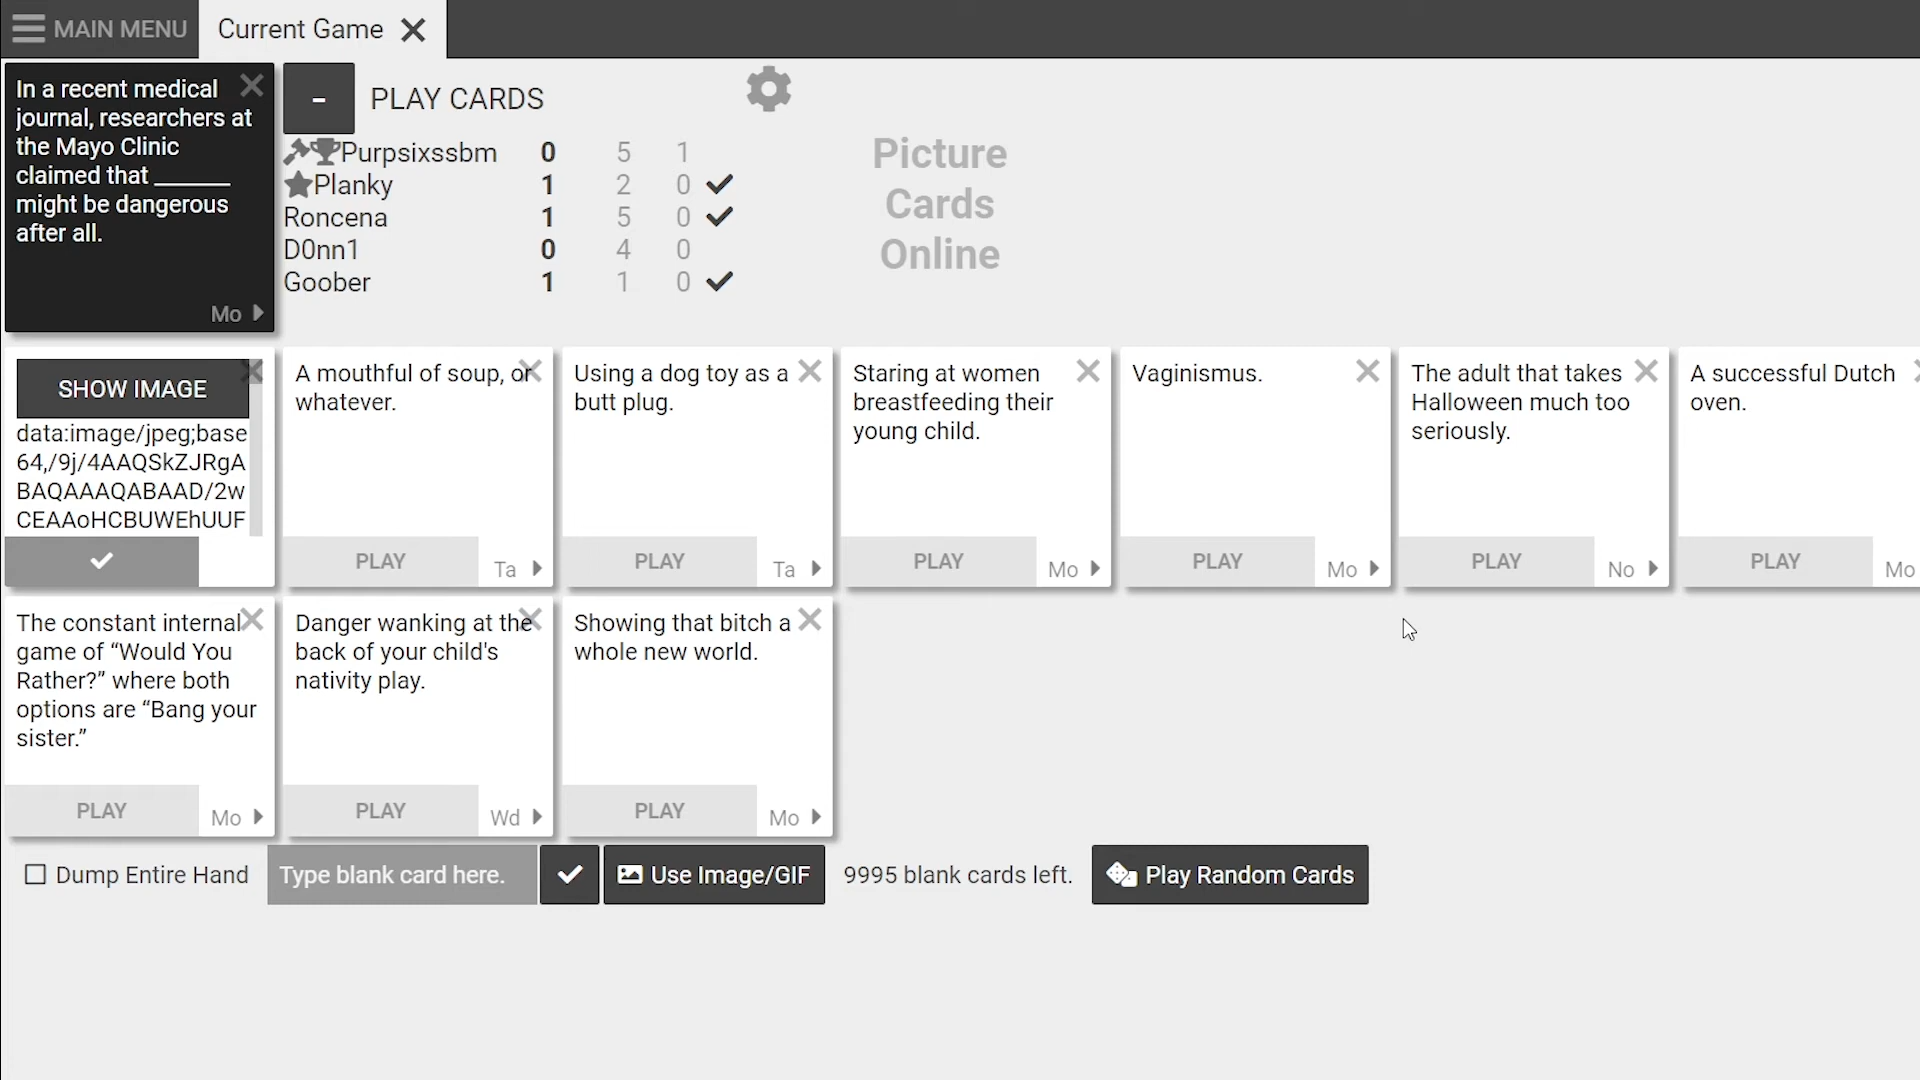 MAIN MENU
Current Game
In a recent medical
journal, researchers at
the Mayo Clinic
claimed that ______
might be dangerous
after all.
Mo
-
PLAY CARDS
Purpsixssbm 0 5 1
Planky 1 2 0
Roncena 1 5 0
D0nn1 0 4 0
Goober 1 1 0
Picture
Cards
Online
SHOW IMAGE
data:image/jpeg;base
64,/9j/4AAQSkZJRgA
BAQAAAQABAAD/2w
CEAAoHCBUWEhUUF
A mouthful of soup, or
whatever.
PLAY
Ta
Using a dog toy as a
butt plug.
PLAY
Ta
Staring at women
breastfeeding their
young child.
PLAY
Mo
Vaginismus.
PLAY
Mo
The adult that takes
Halloween much too
seriously.
PLAY
No
A successful Dutch
oven.
PLAY
Mo
The constant internal
game of “Would You
Rather?” where both
options are “Bang your
sister.”
PLAY
Mo
Danger wanking at the
back of your child's
nativity play.
PLAY
Wd
Showing that bitch a
whole new world.
PLAY
Mo
Dump Entire Hand
Type blank card here.
Use Image/GIF
9995 blank cards left.
Play Random Cards